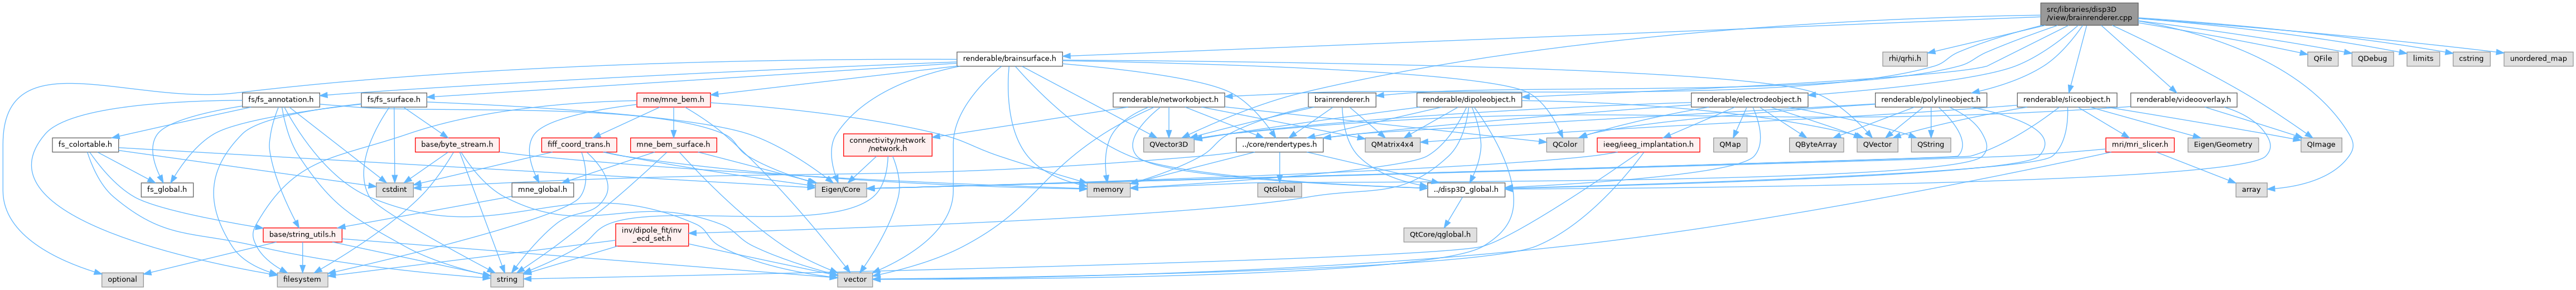 src/libraries/disp3D
/view/brainrenderer.cpp
renderable/brainsurface.h
rhi/qrhi.h
QFile
QDebug
limits
cstring
unordered_map
fs/fs_annotation.h
fs/fs_surface.h
mne/mne_bem.h
renderable/networkobject.h
brainrenderer.h
renderable/dipoleobject.h
renderable/electrodeobject.h
renderable/polylineobject.h
renderable/sliceobject.h
renderable/videooverlay.h
fs_colortable.h
base/byte_stream.h
fiff_coord_trans.h
mne_bem_surface.h
connectivity/network
/network.h
QVector3D
../core/rendertypes.h
QMatrix4x4
QColor
ieeg/ieeg_implantation.h
QMap
QByteArray
QVector
QString
mri/mri_slicer.h
Eigen/Geometry
QImage
fs_global.h
cstdint
mne_global.h
Eigen/Core
memory
QtGlobal
../disp3D_global.h
array
base/string_utils.h
inv/dipole_fit/inv
_ecd_set.h
QtCore/qglobal.h
optional
filesystem
string
vector